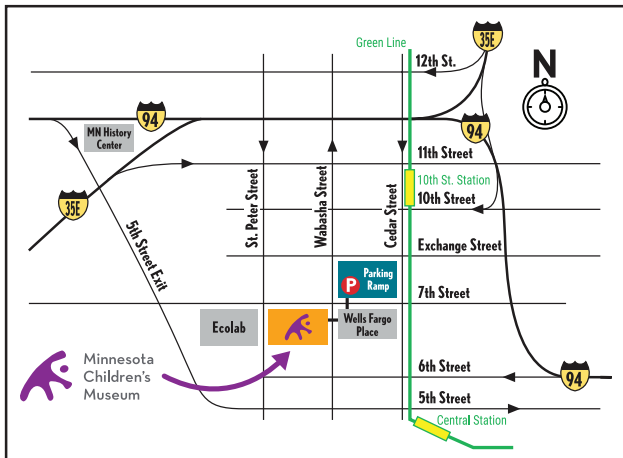 Green Line
35E
12th St.
N
94
MN History
Center
94
11th Street
10th St. Station
10th Street
35E
5th Street Exit
St. Peter Street
Wabasha Street
Cedar Street
Exchange Street
Parking
Ramp
P
7th Street
Ecolab
Wells Fargo
Place
Minnesota
Children's
Museum
6th Street
94
5th Street
Central Station